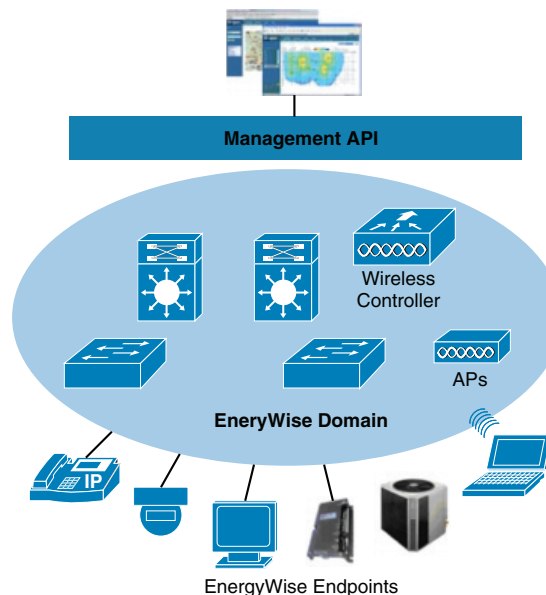 Management API
Wireless
Controller
APs
EneryWise Domain
IP
EnergyWise Endpoints